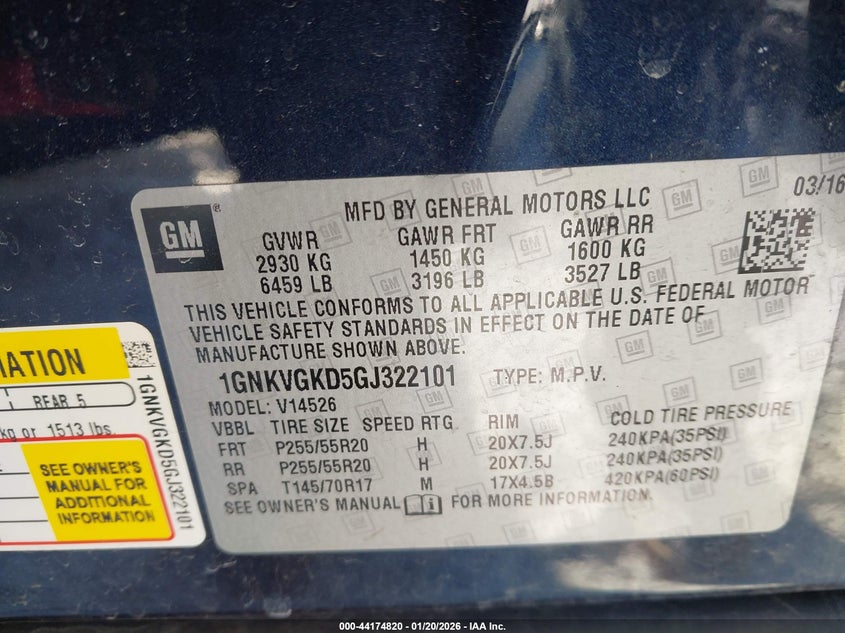 MFD BY GENERAL MOTORS LLC
03/16
GM
®
GVWR
GAWR FRT
GAWR RR
2930 KG
1450 KG
1600 KG
6459 LB
3196 LB
3527 LB
THIS VEHICLE CONFORMS TO ALL APPLICABLE U.S. FEDERAL MOTOR
VEHICLE SAFETY STANDARDS IN EFFECT ON THE DATE OF
MANUFACTURE SHOWN ABOVE.
1GNKVGKD5GJ322101 TYPE: M.P.V.
MODEL: V14526
VBBL TIRE SIZE SPEED RTG RIM COLD TIRE PRESSURE
FRT P255/55R20 H 20X7.5J 240KPA(35PSI)
RR P255/55R20 H 20X7.5J 240KPA(35PSI)
SPA T145/70R17 M 17X4.5B 420KPA(60PSI)
SEE OWNER'S MANUAL FOR MORE INFORMATION.
MATION
REAR 5
kg or 1513 lbs.
SEE OWNER'S
MANUAL FOR
ADDITIONAL
INFORMATION
1GNKVGKD5GJ322101
000-44174820 - 01/20/2026 - IAA Inc.